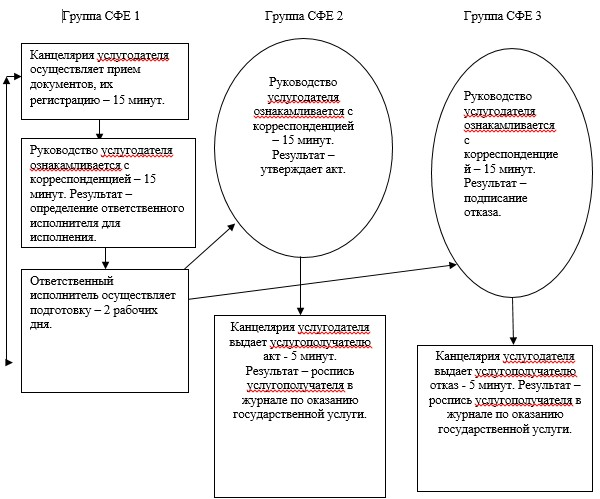 Группа СФЕ 1
Группа СФЕ 2
Группа СФЕ 3
Канцелярия услугодателя
осуществляет прием
документов, их
регистрацию – 15 минут.
Руководство услугодателя
ознакамливается с
корреспонденцией – 15
минут. Результат –
определение ответственного
исполнителя для
исполнения.
Ответственный
исполнитель осуществляет
подготовку – 2 рабочих
дня.
Руководство
услугодателя
ознакамливается с
корреспонденцией
– 15 минут.
Результат –
утверждает акт.
Канцелярия услугодателя
выдает услугополучателю
акт - 5 минут.
Результат – роспись
услугополучателя в
журнале по оказанию
государственной услуги.
Руководство
услугодателя
ознакамливается
с
корреспонденцие
й – 15 минут.
Результат –
подписание
отказа.
Канцелярия услугодателя
выдает услугополучателю
отказ - 5 минут. Результат –
роспись услугополучателя в
журнале по оказанию
государственной услуги.